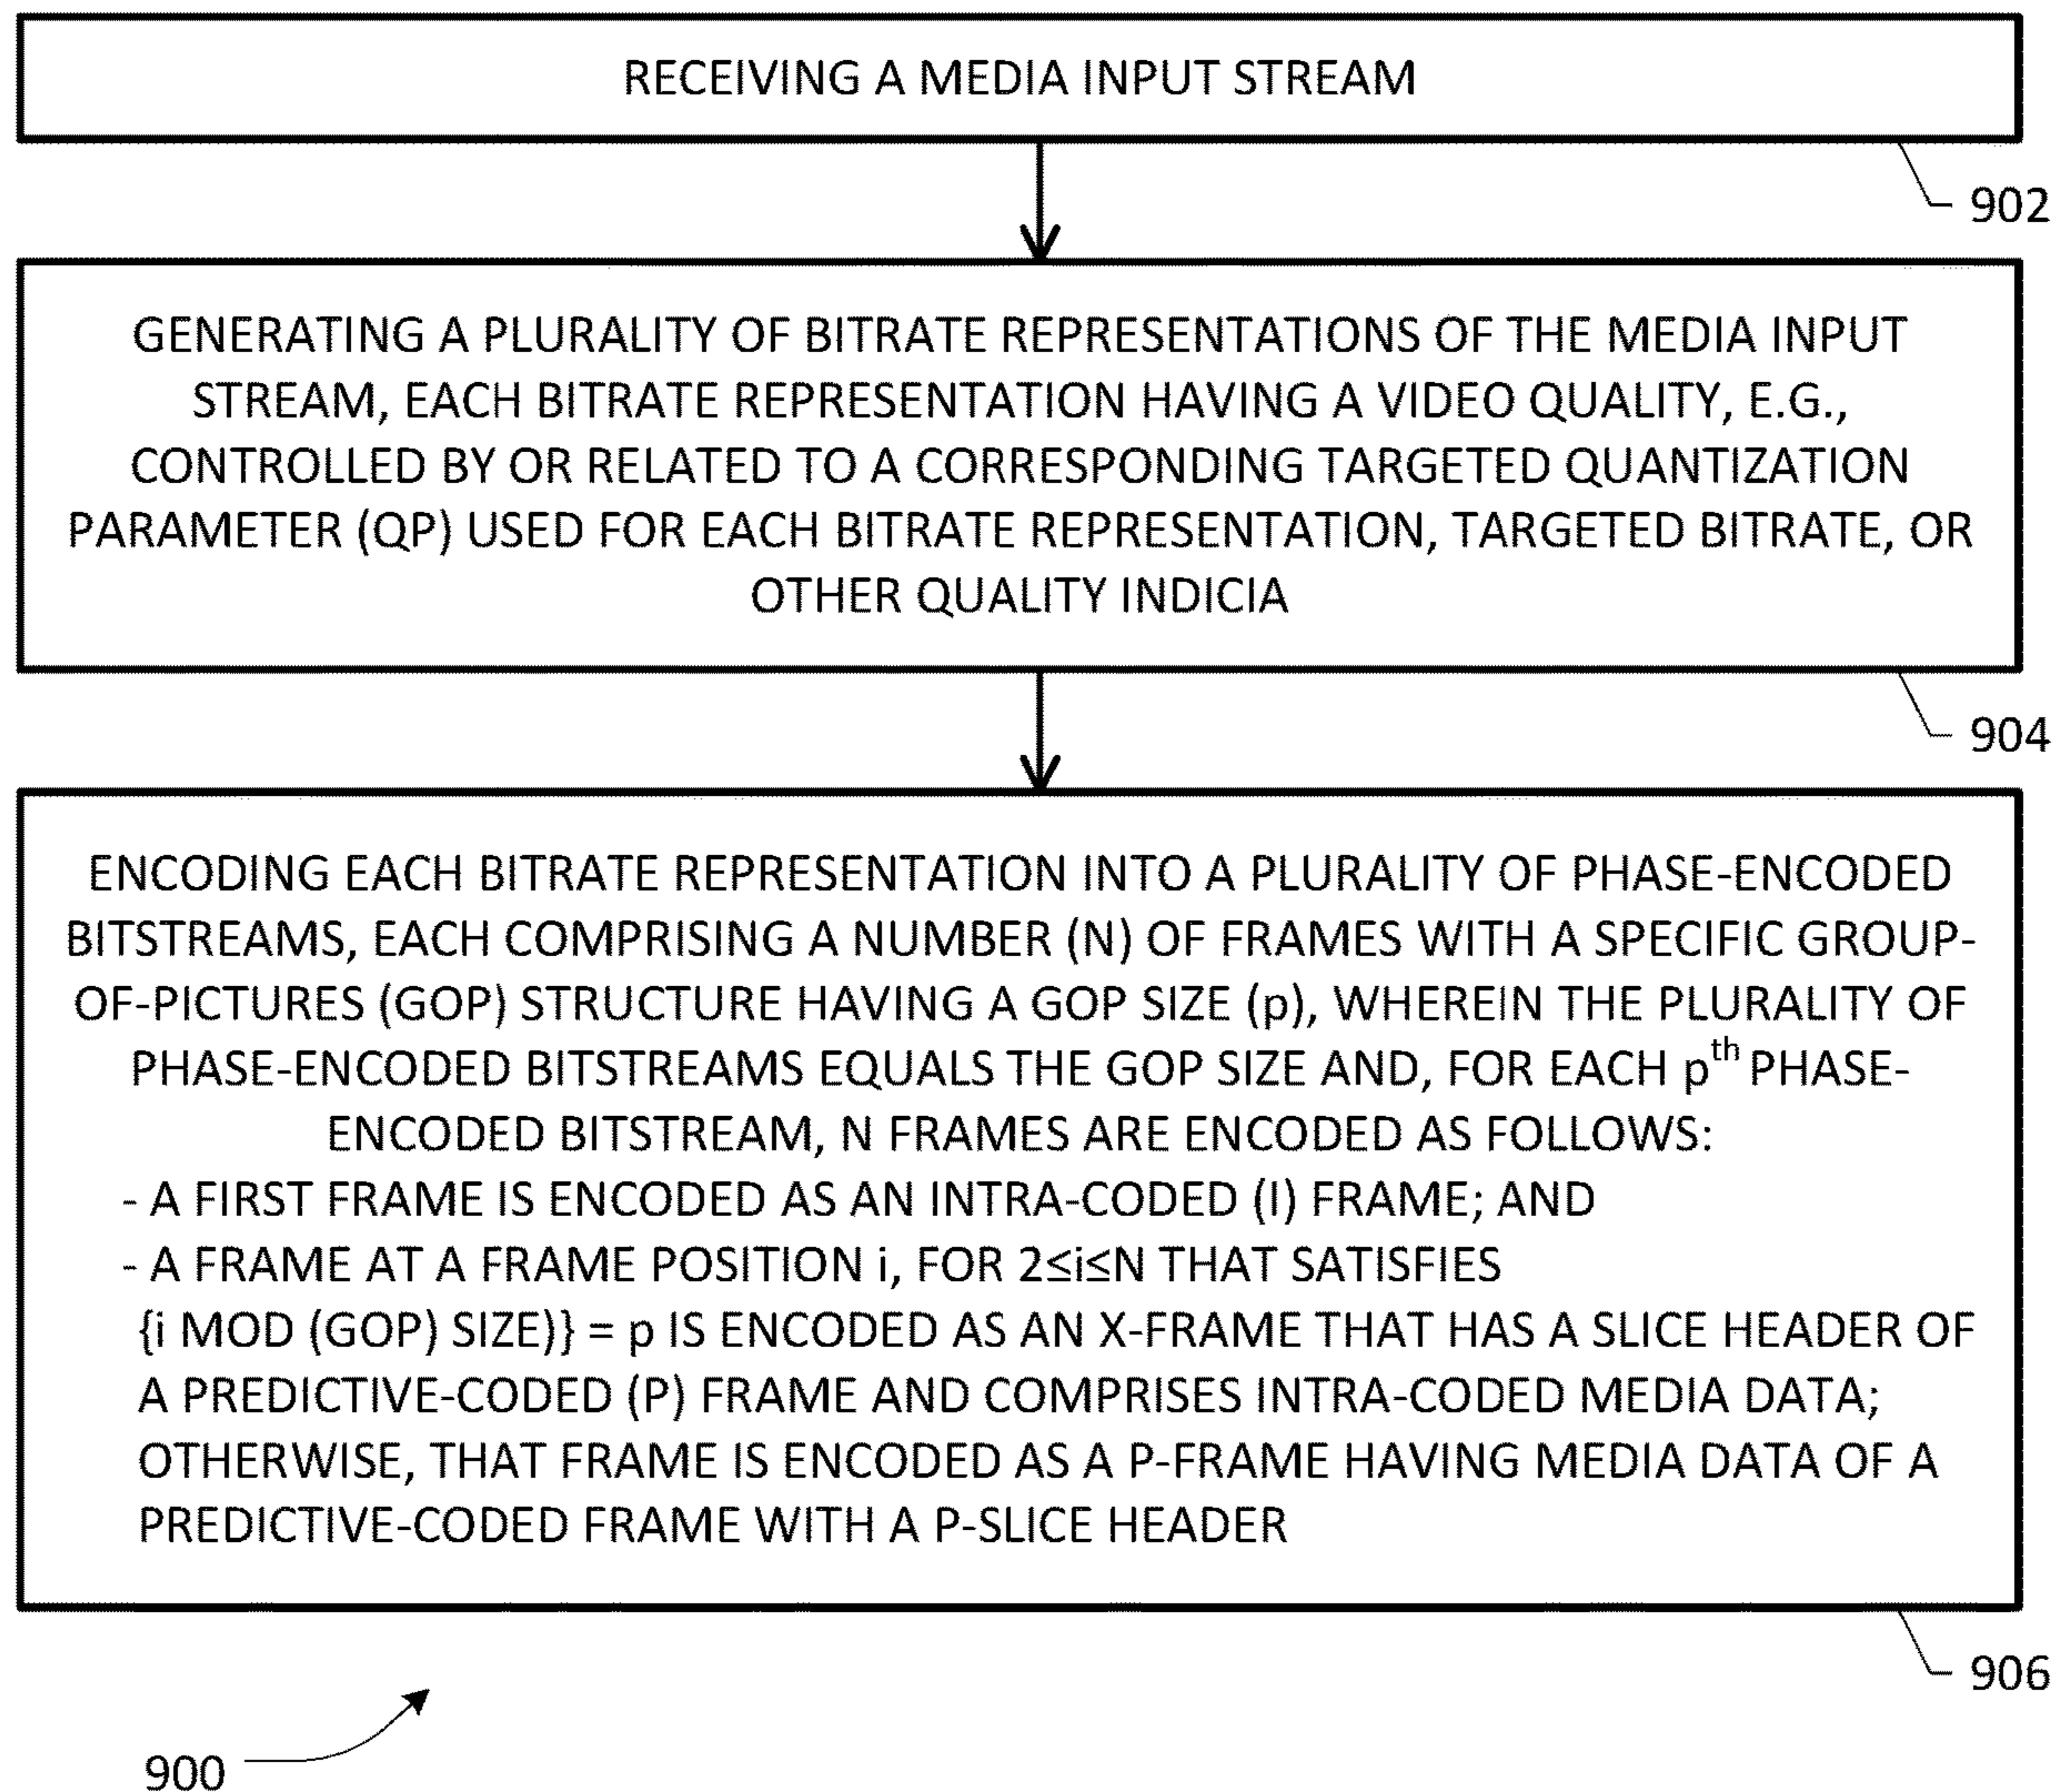 RECEIVING A MEDIA INPUT STREAM
902
GENERATING A PLURALITY OF BITRATE REPRESENTATIONS OF THE MEDIA INPUT
STREAM, EACH BITRATE REPRESENTATION HAVING A VIDEO QUALITY, E.G.,
CONTROLLED BY OR RELATED TO A CORRESPONDING TARGETED QUANTIZATION
PARAMETER (QP) USED FOR EACH BITRATE REPRESENTATION, TARGETED BITRATE, OR
OTHER QUALITY INDICIA
904
ENCODING EACH BITRATE REPRESENTATION INTO A PLURALITY OF PHASE-ENCODED
BITSTREAMS, EACH COMPRISING A NUMBER (N) OF FRAMES WITH A SPECIFIC GROUP-
OF-PICTURES (GOP) STRUCTURE HAVING A GOP SIZE (p), WHEREIN THE PLURALITY OF
PHASE-ENCODED BITSTREAMS EQUALS THE GOP SIZE AND, FOR EACH pth PHASE-
ENCODED BITSTREAM, N FRAMES ARE ENCODED AS FOLLOWS:
- A FIRST FRAME IS ENCODED AS AN INTRA-CODED (I) FRAME; AND
- A FRAME AT A FRAME POSITION i, FOR 2≤i≤N THAT SATISFIES
{i MOD (GOP) SIZE)} = p IS ENCODED AS AN X-FRAME THAT HAS A SLICE HEADER OF
A PREDICTIVE-CODED (P) FRAME AND COMPRISES INTRA-CODED MEDIA DATA;
OTHERWISE, THAT FRAME IS ENCODED AS A P-FRAME HAVING MEDIA DATA OF A
PREDICTIVE-CODED FRAME WITH A P-SLICE HEADER
906
900